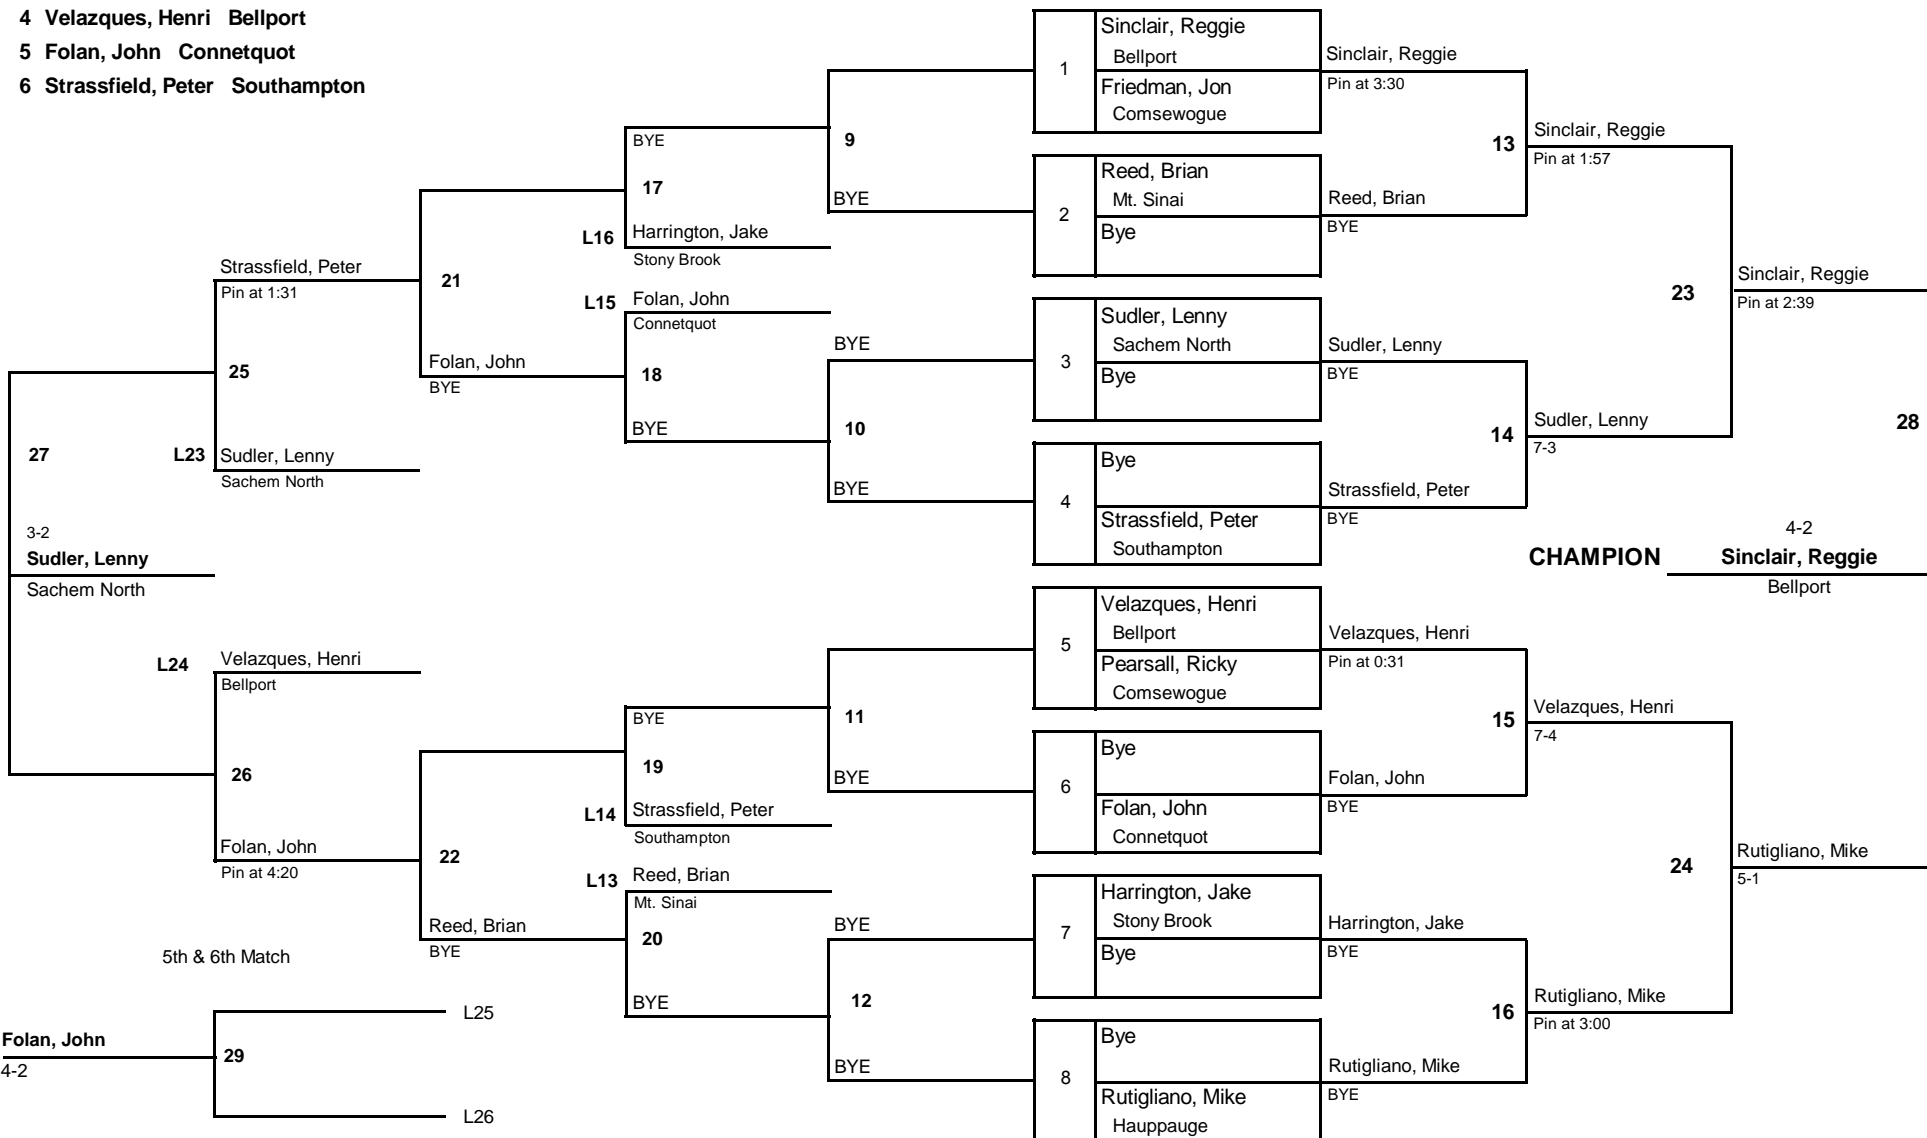 4 Velazques, Henri Bellport
5 Folan, John Connetquot
6 Strassfield, Peter Southampton
1
Sinclair, Reggie
Bellport
Friedman, Jon
Comsewogue
2
Reed, Brian
Mt. Sinai
Bye
3
Sudler, Lenny
Sachem North
Bye
4
Bye
Strassfield, Peter
Southampton
5
Velazques, Henri
Bellport
Pearsall, Ricky
Comsewogue
6
Bye
Folan, John
Connetquot
7
Harrington, Jake
Stony Brook
Bye
8
Bye
Rutigliano, Mike
Hauppauge
Sinclair, Reggie
Pin at 3:30
13
Reed, Brian
BYE
Sudler, Lenny
BYE
14
Strassfield, Peter
BYE
Velazques, Henri
Pin at 0:31
15
Folan, John
BYE
Harrington, Jake
BYE
16
Rutigliano, Mike
BYE
Sinclair, Reggie
Pin at 1:57
23
Sudler, Lenny
7-3
Velazques, Henri
7-4
24
Rutigliano, Mike
Pin at 3:00
Sinclair, Reggie
Pin at 2:39
28
4-2
CHAMPION Sinclair, Reggie
Bellport
Rutigliano, Mike
5-1
9
BYE
BYE
10
BYE
11
BYE
BYE
12
BYE
BYE
17
L16 Harrington, Jake
Stony Brook
L15 Folan, John
Connetquot
18
BYE
BYE
19
L14 Strassfield, Peter
Southampton
L13 Reed, Brian
Mt. Sinai
20
BYE
21
Folan, John
BYE
22
Reed, Brian
BYE
Strassfield, Peter
Pin at 1:31
25
L23 Sudler, Lenny
Sachem North
L24 Velazques, Henri
Bellport
26
Folan, John
Pin at 4:20
27
3-2
Sudler, Lenny
Sachem North
5th & 6th Match
L25
Folan, John
29
4-2
L26